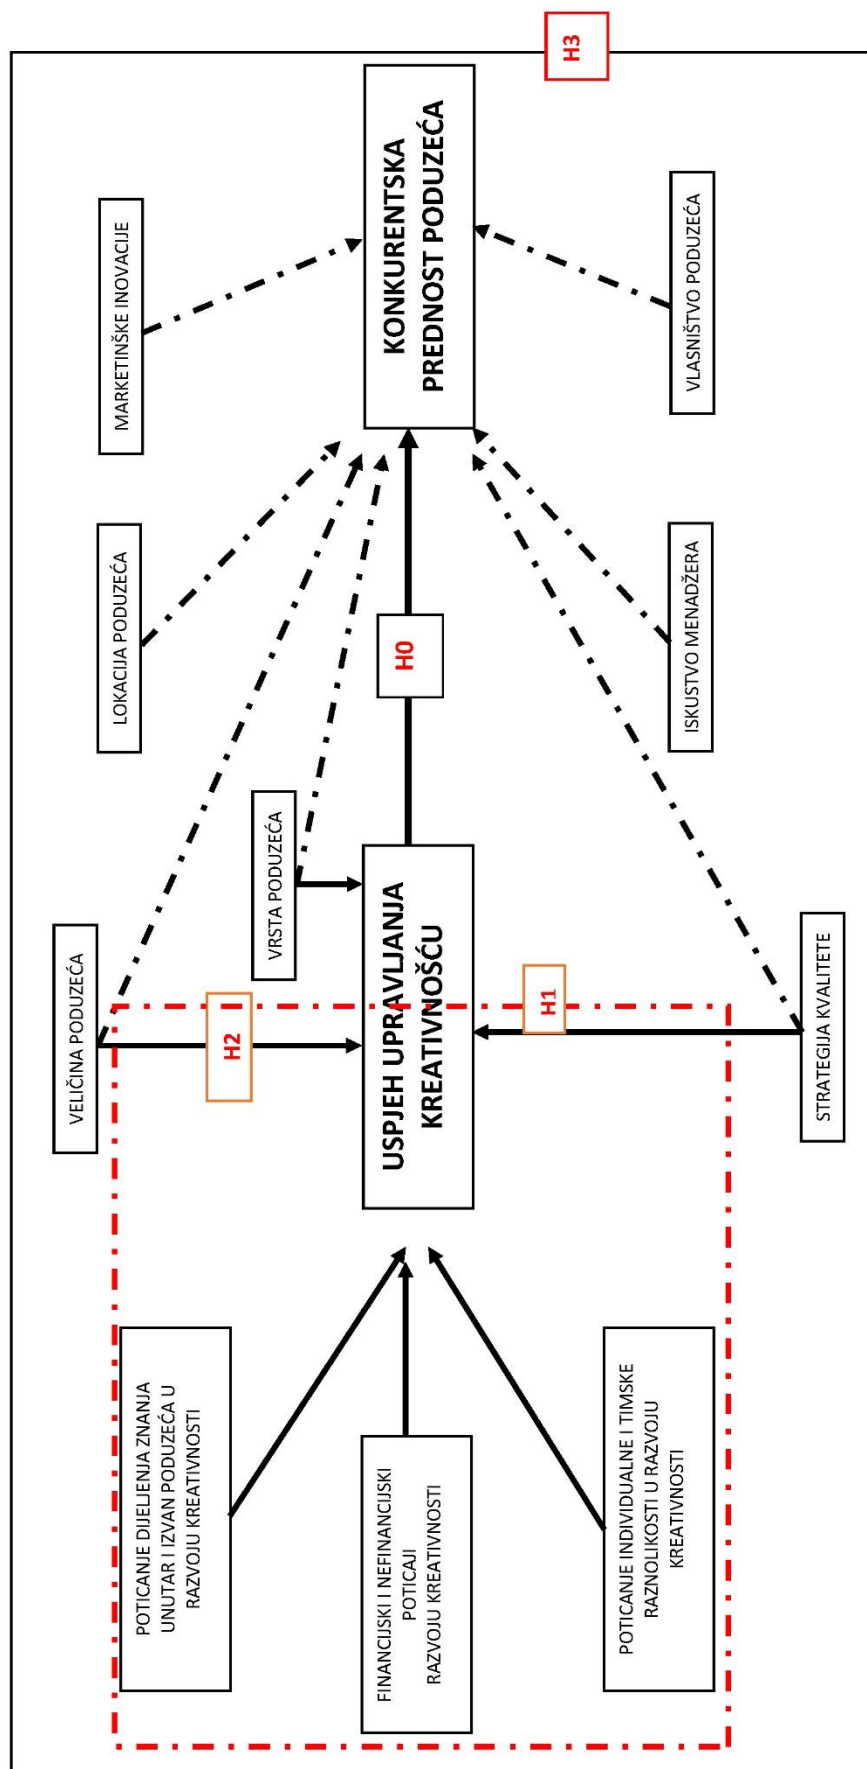 VELIČINA PODUZEĆA
LOKACIJA PODUZEĆA
MARKETINŠKE INOVACIJE
POTICANJE DIJELJENJA ZNANJA
UNUTAR I IZVAN PODUZEĆA U
RAZVOJU KREATIVNOSTI
H2
VRSTA PODUZEĆA
FINANCIJSKI I NEFINANCIJSKI
POTICAJI
RAZVOJU KREATIVNOSTI
USPJEH UPRAVLJANJA
KREATIVNOŠĆU
H0
KONKURENTSKA
PREDNOST PODUZEĆA
H1
POTICANJE INDIVIDUALNE I TIMSKE
RAZNOLIKOSTI U RAZVOJU
KREATIVNOSTI
ISKUSTVO MENADŽERA
VLASNIŠTVO PODUZEĆA
STRATEGIJA KVALITETE
H3